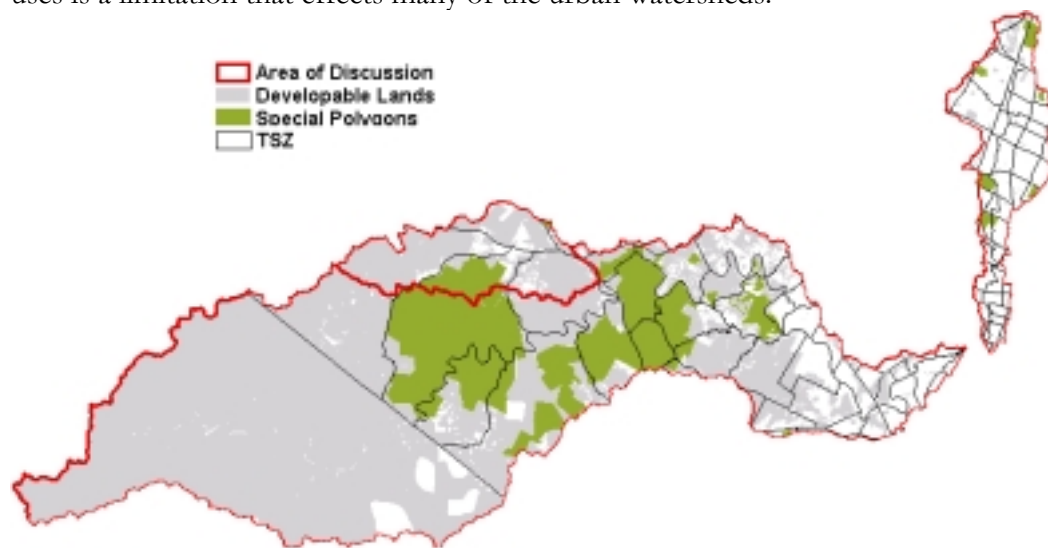 uses is a limitation that effects many of the urban watersheds.
Area of Discussion
Developable Lands
Special Polygons
TSZ